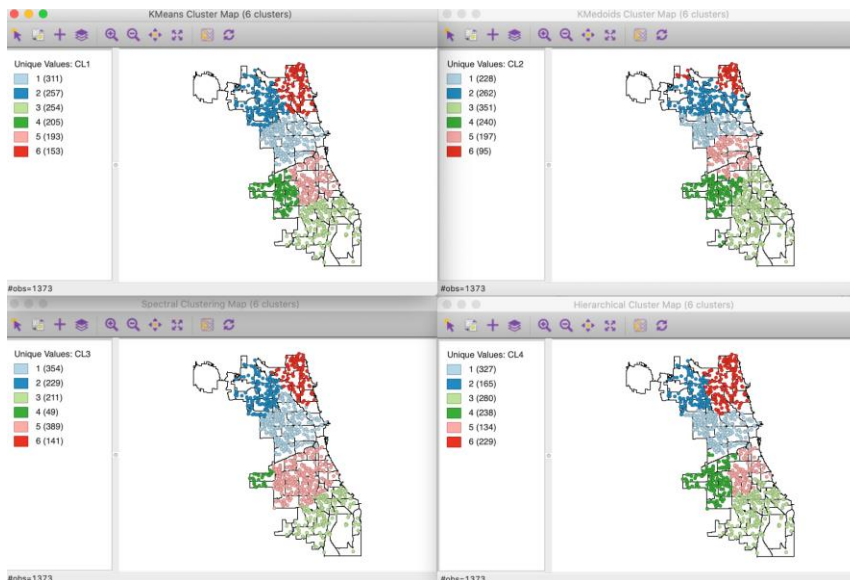 KMeans Cluster Map (6 clusters)
Unique Values: CL1
1 (311)
2 (257)
3 (254)
4 (205)
5 (193)
6 (153)
#obs=1373
KMedoids Cluster Map (6 clusters)
Unique Values: CL2
1 (228)
2 (262)
3 (351)
4 (240)
5 (197)
6 (95)
#obs=1373
Spectral Clustering Map (6 clusters)
Unique Values: CL3
1 (354)
2 (229)
3 (211)
4 (49)
5 (389)
6 (141)
#obs=1373
Hierarchical Cluster Map (6 clusters)
Unique Values: CL4
1 (327)
2 (165)
3 (280)
4 (238)
5 (134)
6 (229)
#obs=1373